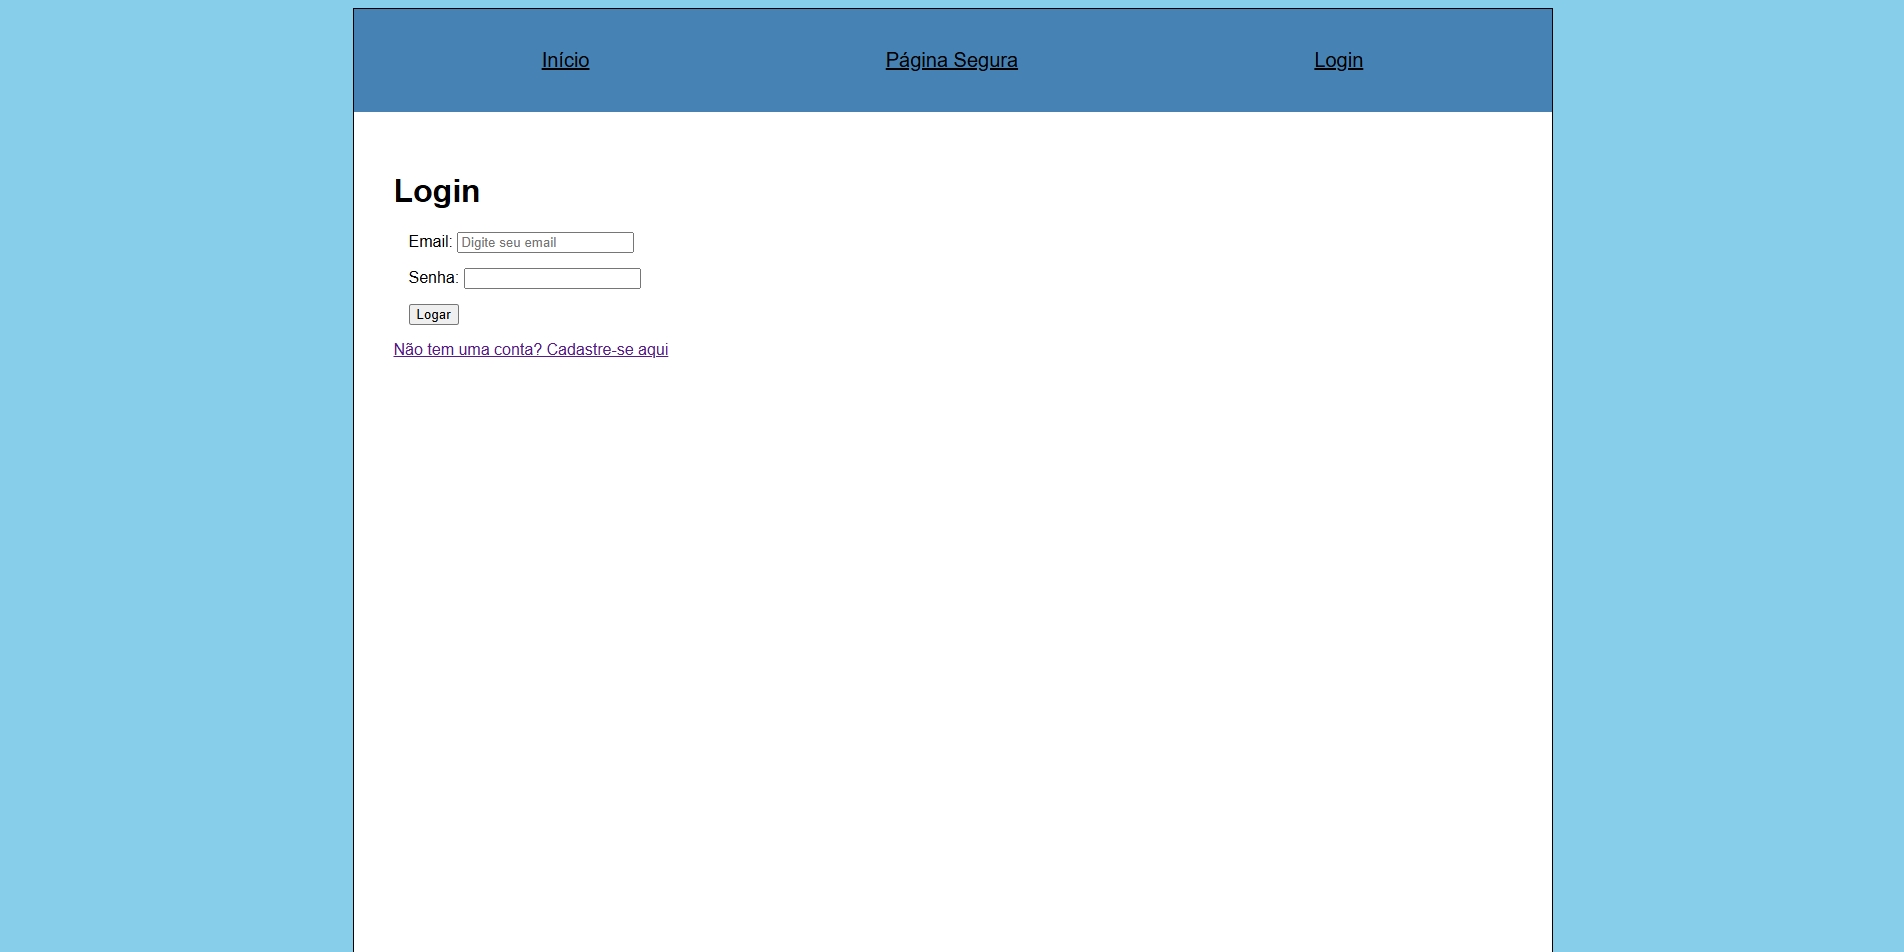 Início Página Segura Login
Login
Email: Digite seu email
Senha:
Logar
Não tem uma conta? Cadastre-se aqui